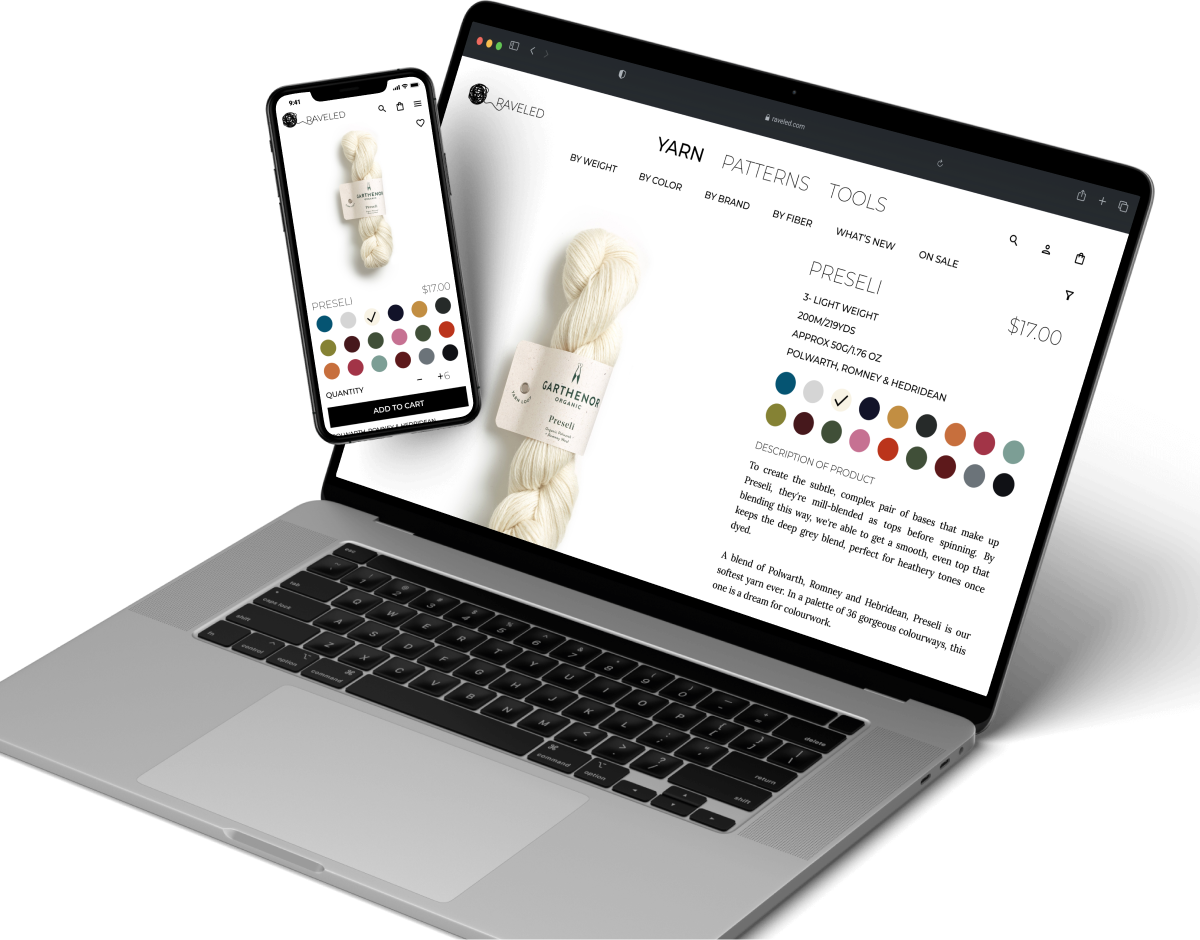 9:41
RAVELED
GARTHENOR
ORGANIC
Preseli
PRESELI
$17.00
QUANTITY
− +6
ADD TO CART
raveled.com
RAVELED
YARN PATTERNS TOOLS
BY WEIGHT BY COLOR BY BRAND BY FIBER WHAT'S NEW ON SALE
GARTHENOR
ORGANIC
Preseli
PRESELI
$17.00
3- LIGHT WEIGHT
200M/219YDS
APPROX 50G/1.76 OZ
POLWARTH, ROMNEY & HEDRIDEAN
DESCRIPTION OF PRODUCT
To create the subtle, complex pair of bases that make up
Preseli, they're mill-blended as tops before spinning. By
blending this way, we're able to get a smooth, even top that
keeps the deep grey blend, perfect for heathery tones once
dyed.
A blend of Polwarth, Romney and Hebridean, Preseli is our
softest yarn ever. In a palette of 36 gorgeous colourways, this
one is a dream for colourwork.
esc
delete
tab Q W E R T Y U I O P
caps lock A S D F G H J K L
return
shift Z X C V B N M
shift
fn control option command command option